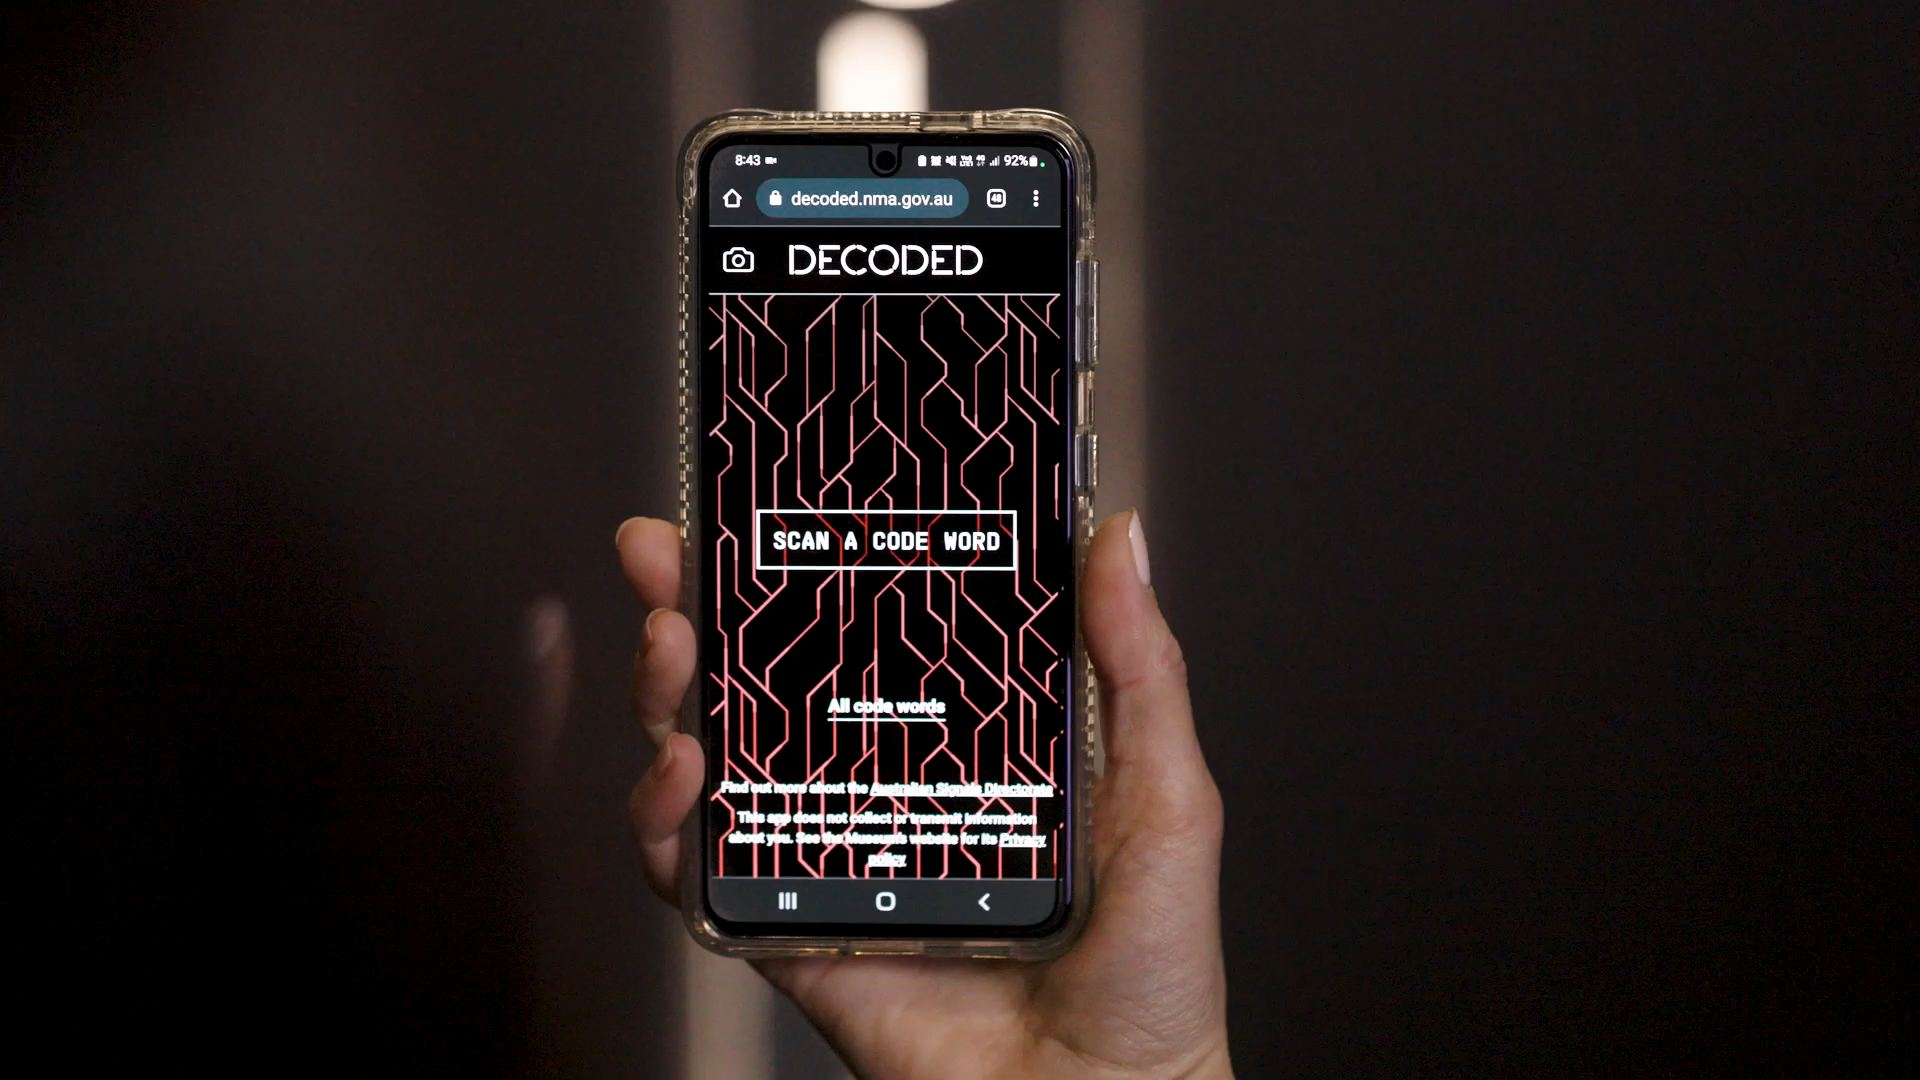 8:43 92%
decoded.nma.gov.au 48
DECODED
SCAN A CODE WORD
All code words
Find out more about the Australian Signals Directorate
This app does not collect or transmit information
about you. See the Museum's website for its Privacy
policy